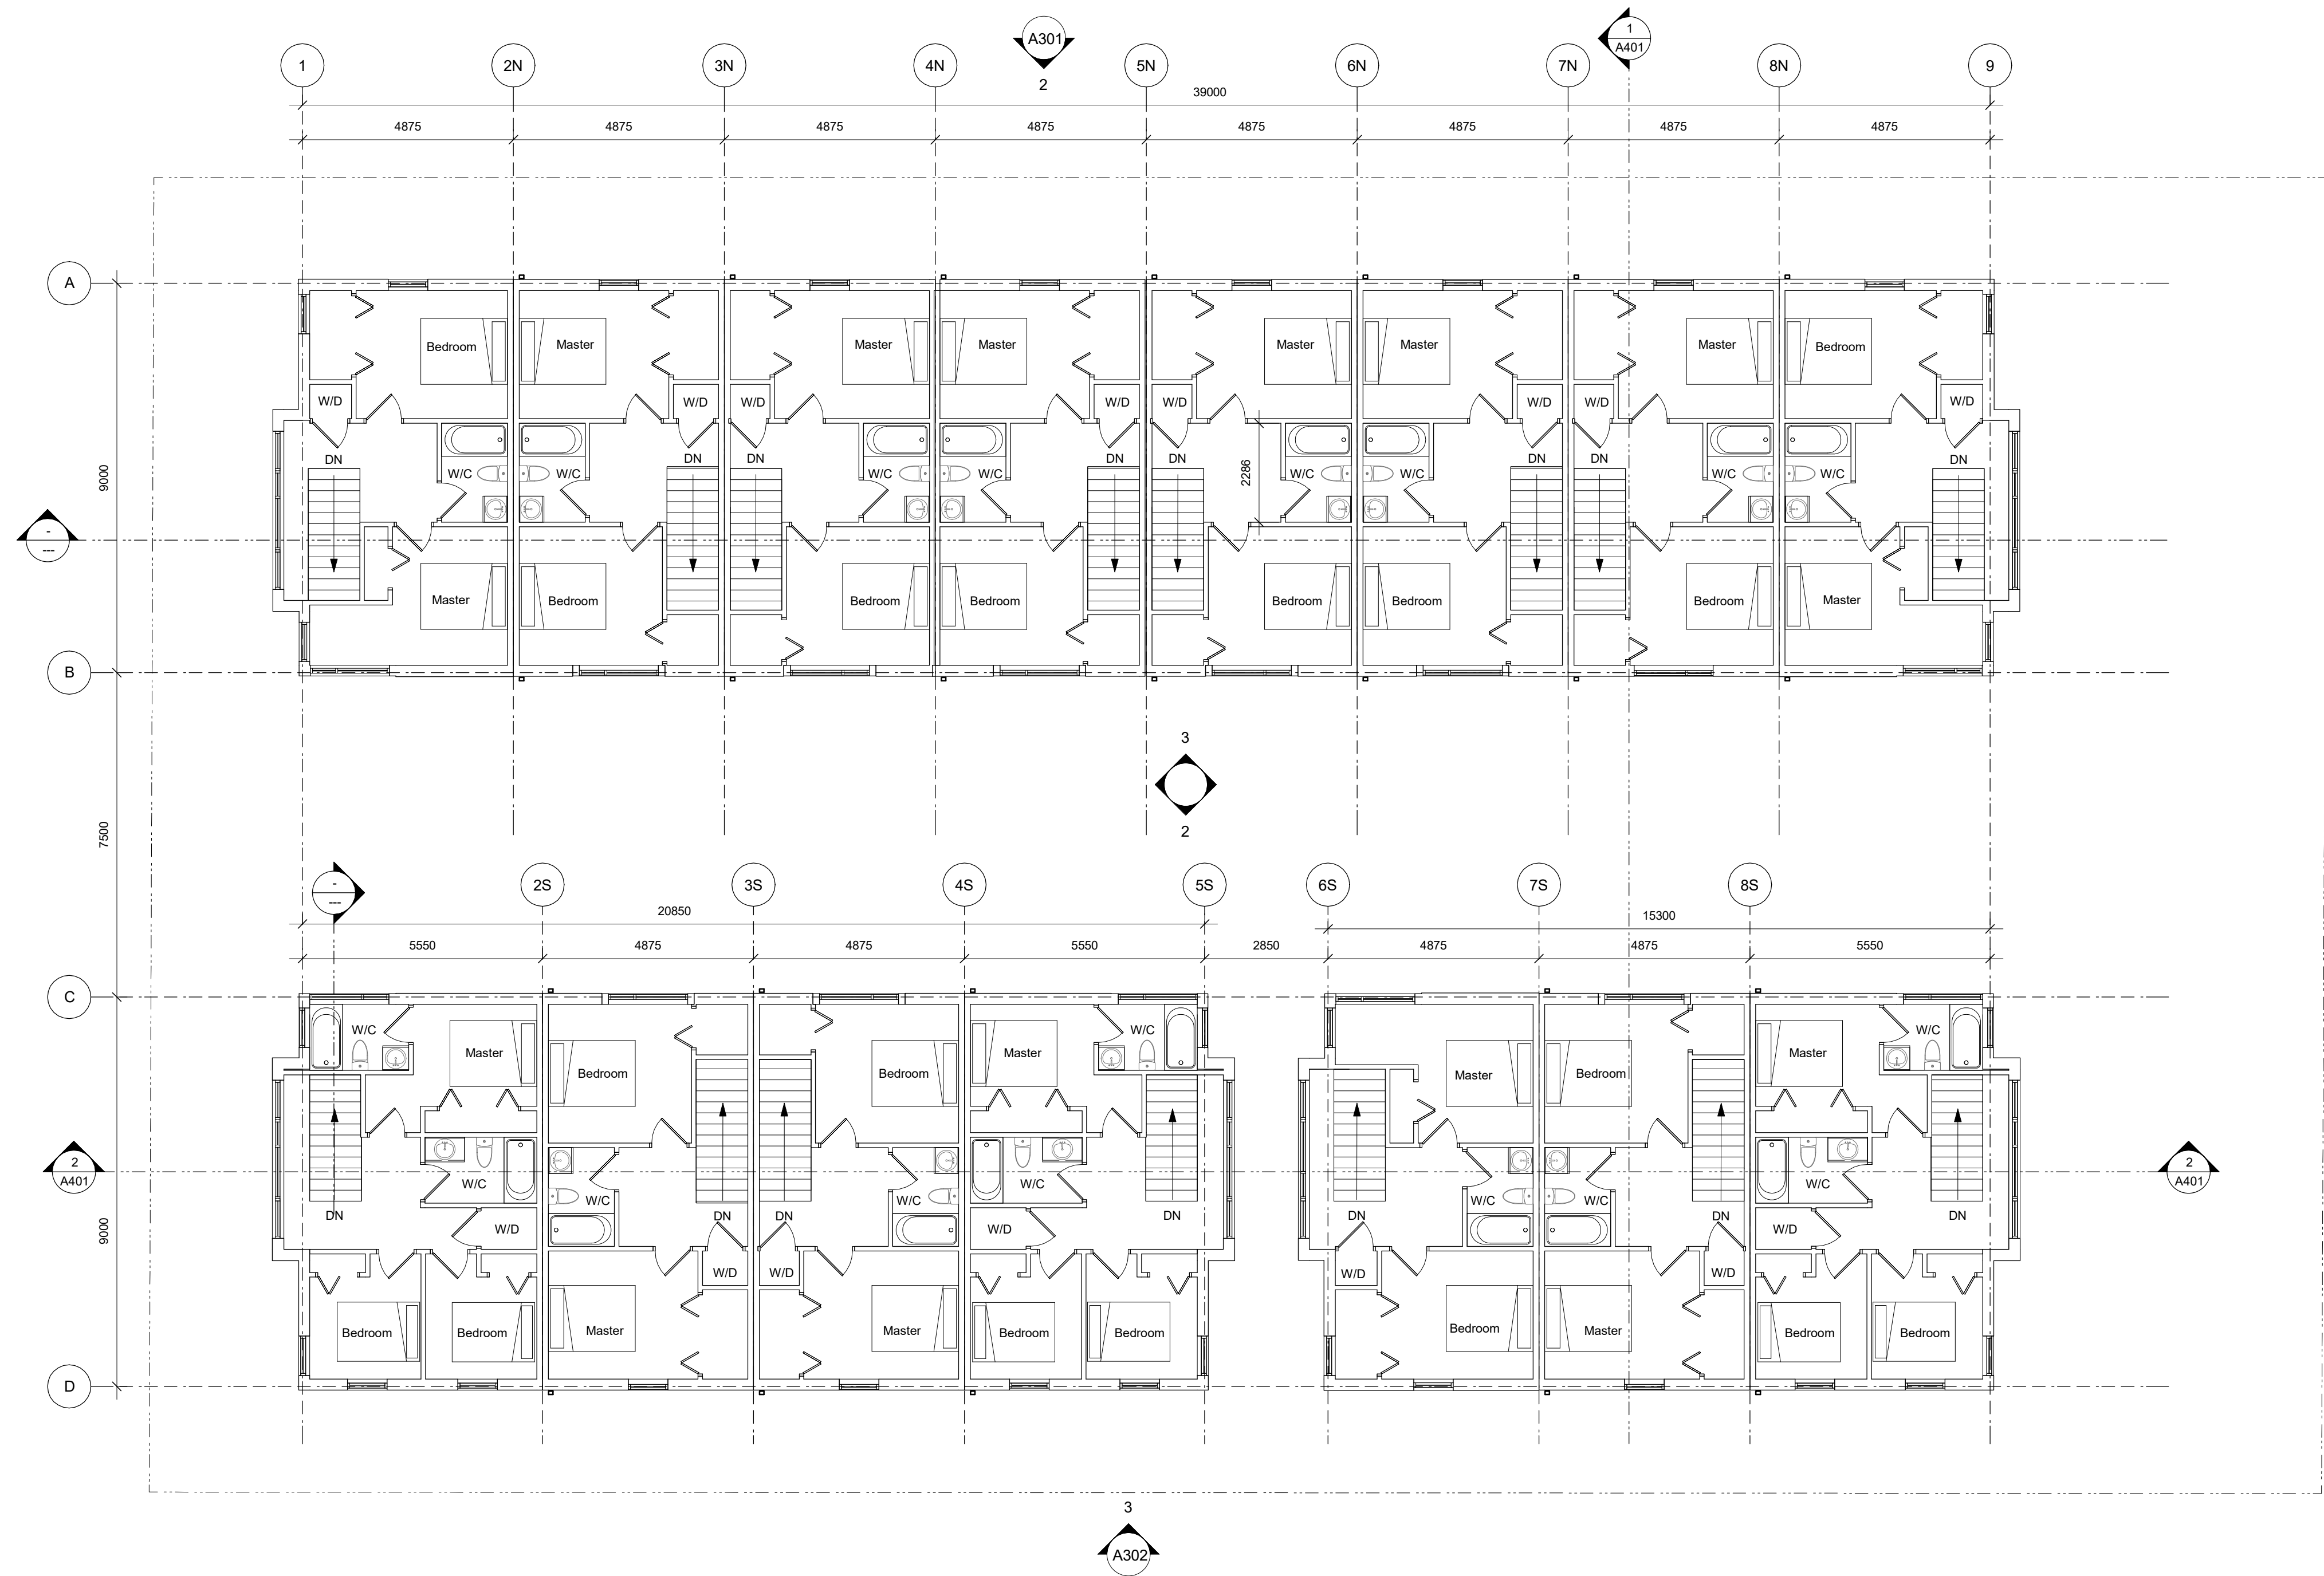 A301
2
1
A401
1
2N
3N
4N
5N
6N
7N
8N
9
39000
4875
4875
4875
4875
4875
4875
4875
4875
A
Bedroom
Master
Master
Master
Master
Master
Master
Bedroom
W/D
W/D
W/D
W/D
W/D
W/D
W/D
W/D
DN
DN
DN
DN
DN
DN
DN
DN
9000
W/C
W/C
W/C
W/C
2286
W/C
W/C
W/C
W/C
-
---
Master
Bedroom
Bedroom
Bedroom
Bedroom
Bedroom
Bedroom
Master
B
3
2
7500
-
---
2S
3S
4S
5S
6S
7S
8S
20850
15300
5550
4875
4875
5550
2850
4875
4875
5550
C
W/C
Master
Bedroom
Bedroom
Master
W/C
Master
Bedroom
Master
W/C
2
A401
W/C
W/C
W/C
W/C
W/C
W/C
W/C
2
A401
DN
DN
DN
DN
DN
DN
DN
9000
W/D
W/D
W/D
W/D
W/D
W/D
W/D
Bedroom
Bedroom
Master
Master
Bedroom
Bedroom
Bedroom
Master
Bedroom
Bedroom
D
3
A302